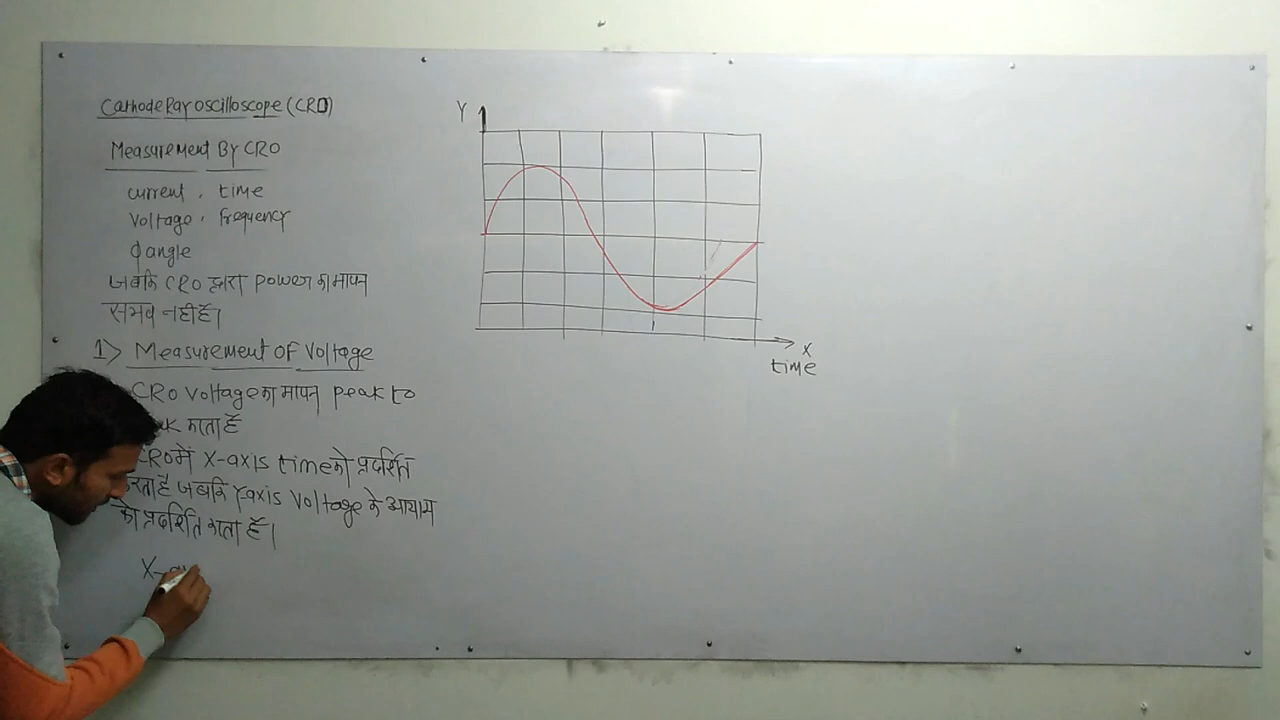 Cathode Ray oscilloscope (CRO)
Measurement By CRO
current, time
Voltage, frequency
φ angle
जबकि CRO द्वारा power का मापन
संभव नहीं है।
1> Measurement OF Voltage
CRO voltage का मापन peak to
करता है
CRO में X-axis time को प्रदर्शित
करता है जबकि Y-axis Voltage के आयाम
को प्रदर्शित करता है।
X-
Y
X
time